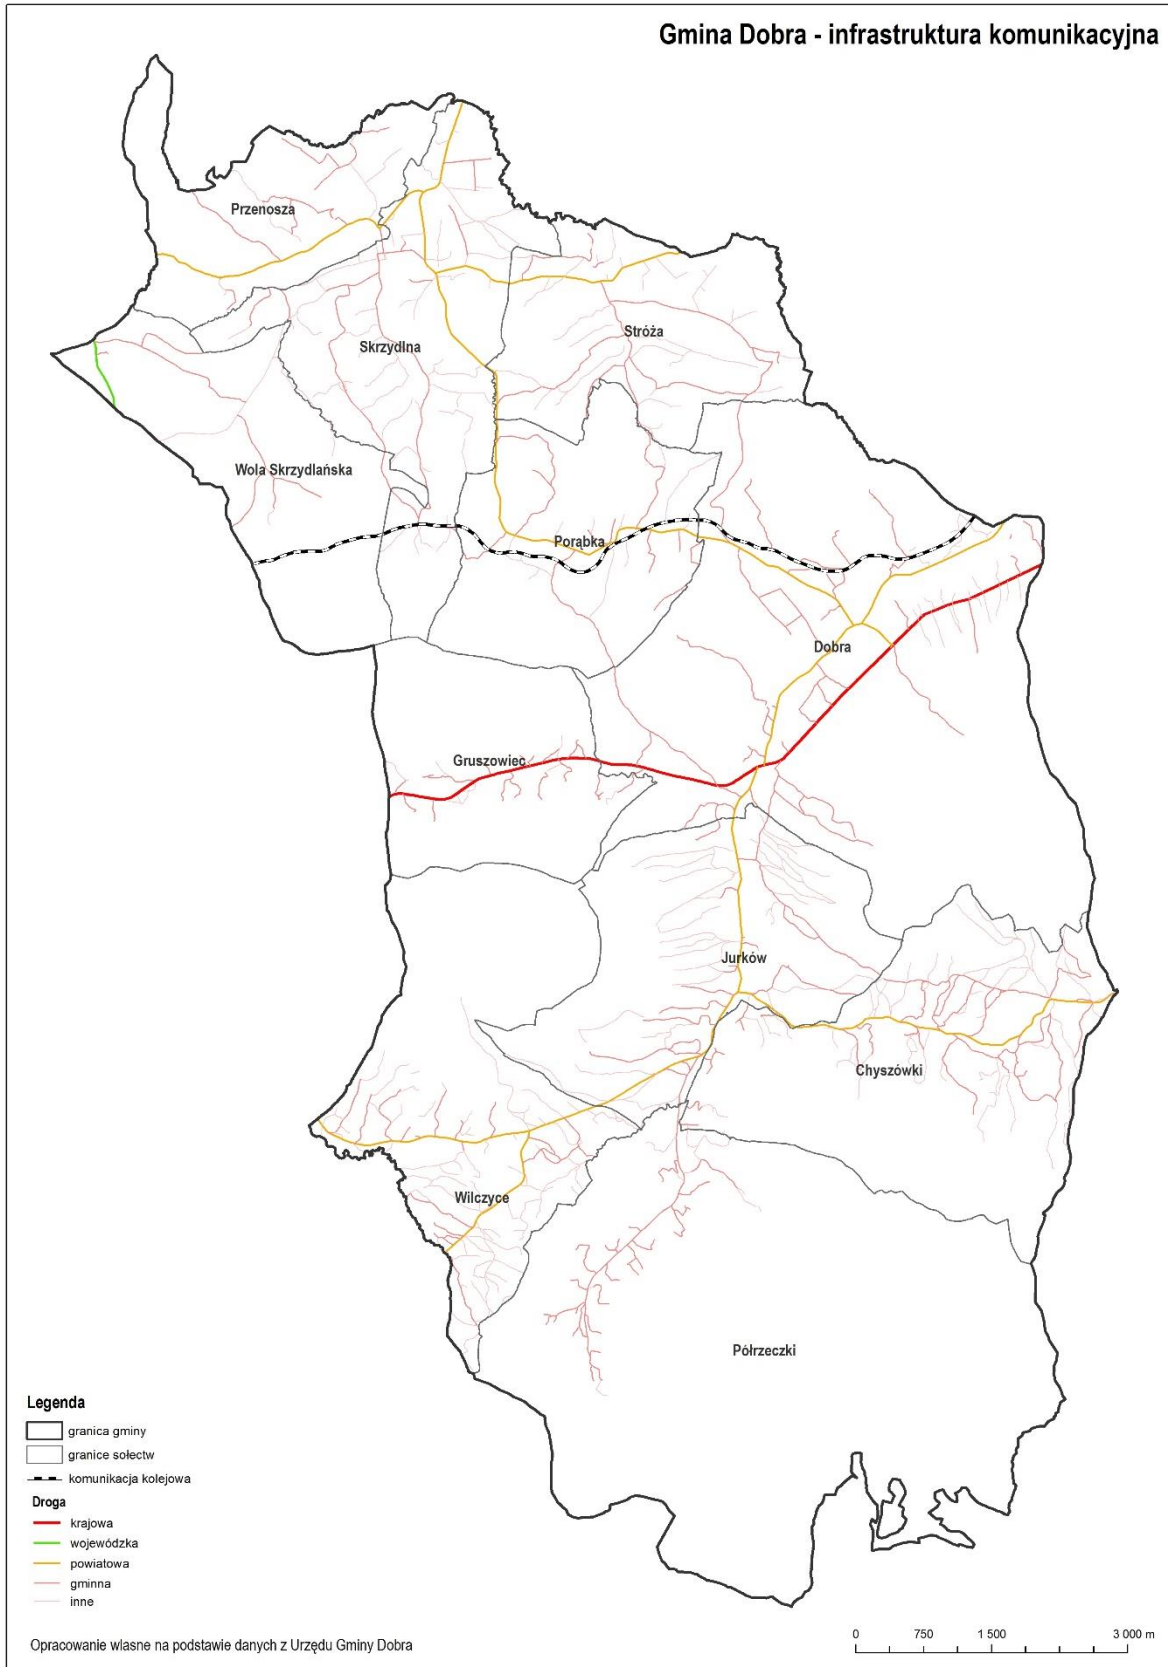 Gmina Dobra - infrastruktura komunikacyjna
Przenosza
Stróża
Skrzydlna
Wola Skrzydlańska
Porąbka
Dobra
Gruszowiec
Jurków
Chyszówki
Wilczyce
Półrzeczki
Legenda
granica gminy
granice sołectw
komunikacja kolejowa
Droga
krajowa
wojewódzka
powiatowa
gminna
inne
Opracowanie wlasne na podstawie danych z Urzędu Gminy Dobra
0 750 1 500 3 000 m